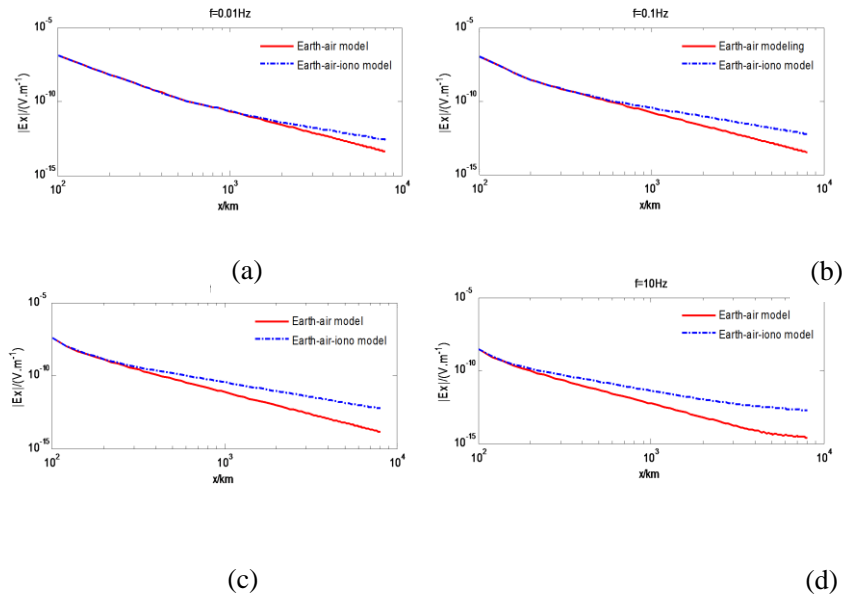 f=0.01Hz
10^-5
10^-10
10^-15
|Ex|/(V.m^-1)
Earth-air model
Earth-air-iono model
10^2
10^3
10^4
x/km
(a)
f=0.1Hz
10^-5
10^-10
10^-15
|Ex|/(V.m^-1)
Earth-air modeling
Earth-air-iono model
10^2
10^3
10^4
x/km
(b)
10^-5
10^-10
10^-15
|Ex|/(V.m^-1)
Earth-air model
Earth-air-iono model
10^2
10^3
10^4
x/km
(c)
f=10Hz
10^-5
10^-10
10^-15
|Ex|/(V.m^-1)
Earth-air model
Earth-air-iono model
10^2
10^3
10^4
x/km
(d)